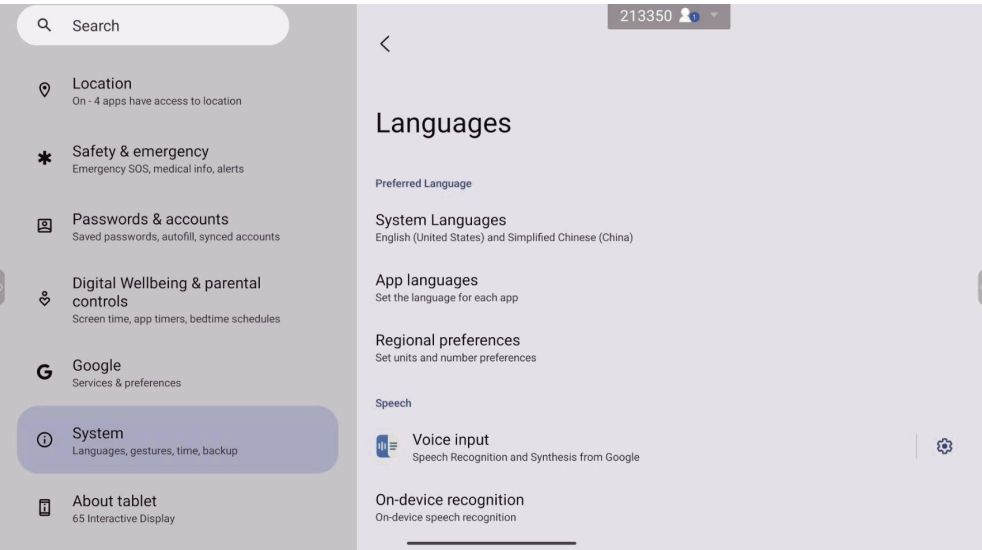 Search
Location
On - 4 apps have access to location
Safety & emergency
Emergency SOS, medical info, alerts
Passwords & accounts
Saved passwords, autofill, synced accounts
Digital Wellbeing & parental
controls
Screen time, app timers, bedtime schedules
Google
Services & preferences
System
Languages, gestures, time, backup
About tablet
65 Interactive Display
213350
1
Languages
Preferred Language
System Languages
English (United States) and Simplified Chinese (China)
App languages
Set the language for each app
Regional preferences
Set units and number preferences
Speech
Voice input
Speech Recognition and Synthesis from Google
On-device recognition
On-device speech recognition